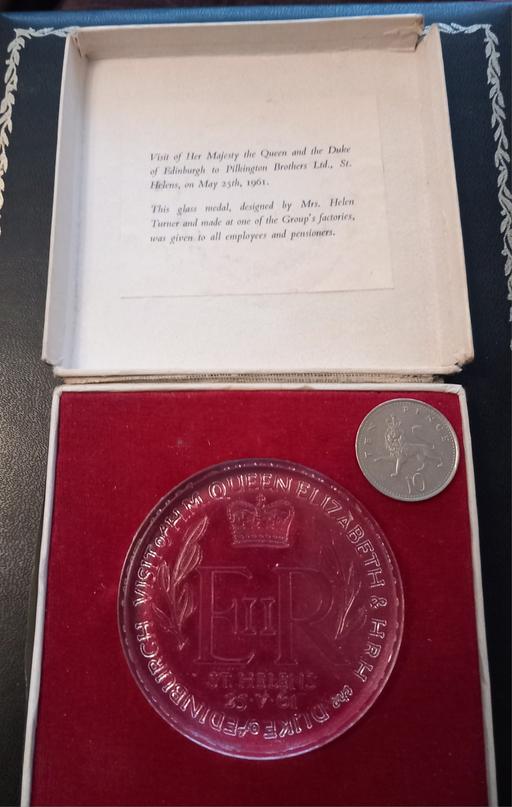 Visit of Her Majesty the Queen and the Duke
of Edinburgh to Pilkington Brothers Ltd., St.
Helens, on May 25th, 1961.
This glass medal, designed by Mrs. Helen
Turner and made at one of the Group's factories,
was given to all employees and pensioners.
TEN PENCE
10
VISIT of H M QUEEN ELIZABETH & H R H the DUKE of EDINBURGH
EIIR
ST HELENS
25·V·61